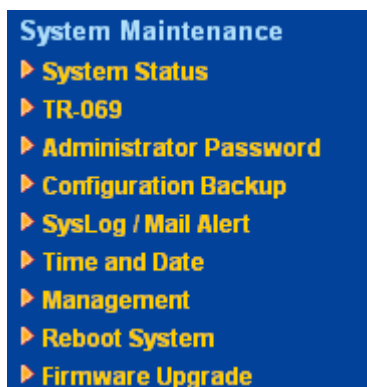 System Maintenance
System Status
TR-069
Administrator Password
Configuration Backup
SysLog / Mail Alert
Time and Date
Management
Reboot System
Firmware Upgrade